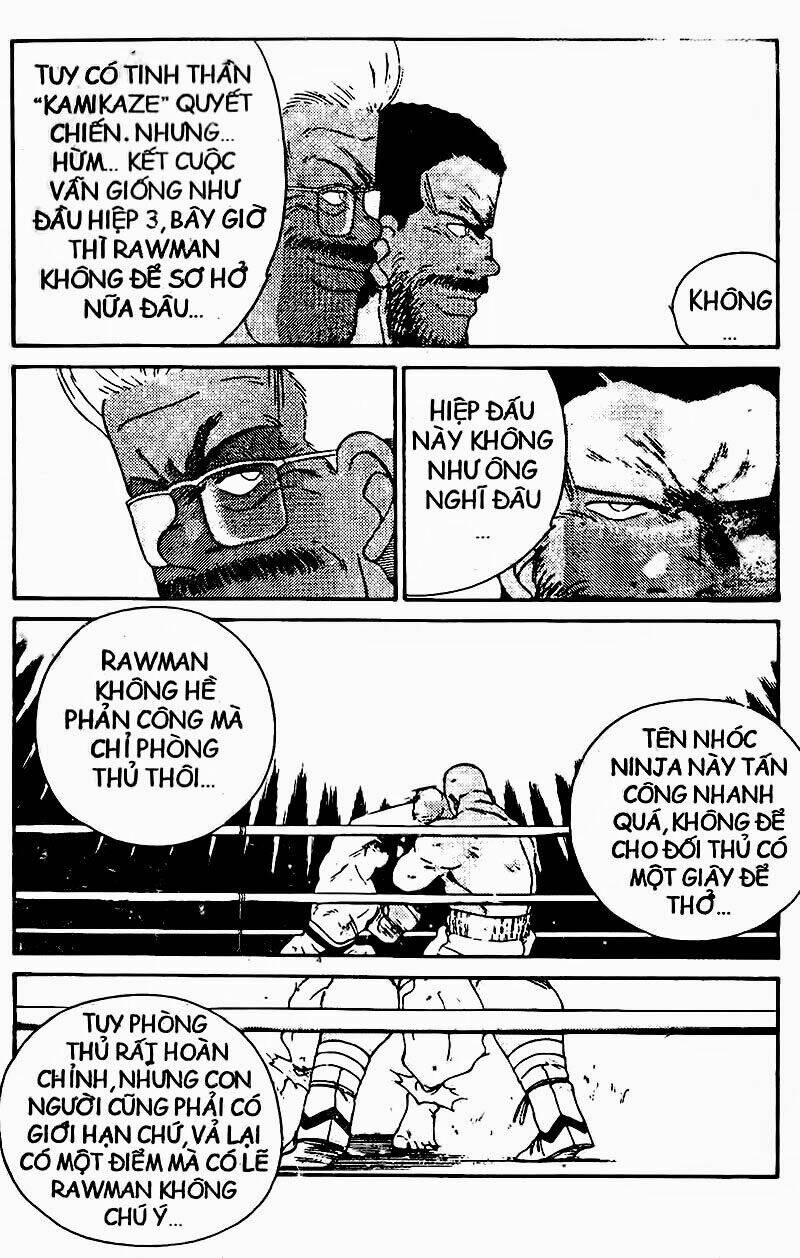 TUY CÓ TINH THẦN
“KAMIKAZE” QUYẾT
CHIẾN. NHƯNG...
HỪM... KẾT CUỘC
VẪN GIỐNG NHƯ
ĐẦU HIỆP 3, BÂY GIỜ
THÌ RAWMAN
KHÔNG ĐỂ SƠ HỞ
NỮA ĐÂU...
KHÔNG
...
HIỆP ĐẤU
NÀY KHÔNG
NHƯ ÔNG
NGHĨ ĐÂU
...
RAWMAN
KHÔNG HỀ
PHẢN CÔNG MÀ
CHỈ PHÒNG
THỦ THÔI...
TÊN NHÓC
NINJA NÀY TẤN
CÔNG NHANH
QUÁ, KHÔNG ĐỂ
CHO ĐỐI THỦ CÓ
MỘT GIÂY ĐỂ
THỞ...
TUY PHÒNG
THỦ RẤT HOÀN
CHỈNH, NHƯNG CON
NGƯỜI CŨNG PHẢI CÓ
GIỚI HẠN CHỨ, VẢ LẠI
CÓ MỘT ĐIỂM MÀ CÓ LẼ
RAWMAN KHÔNG
CHÚ Ý...